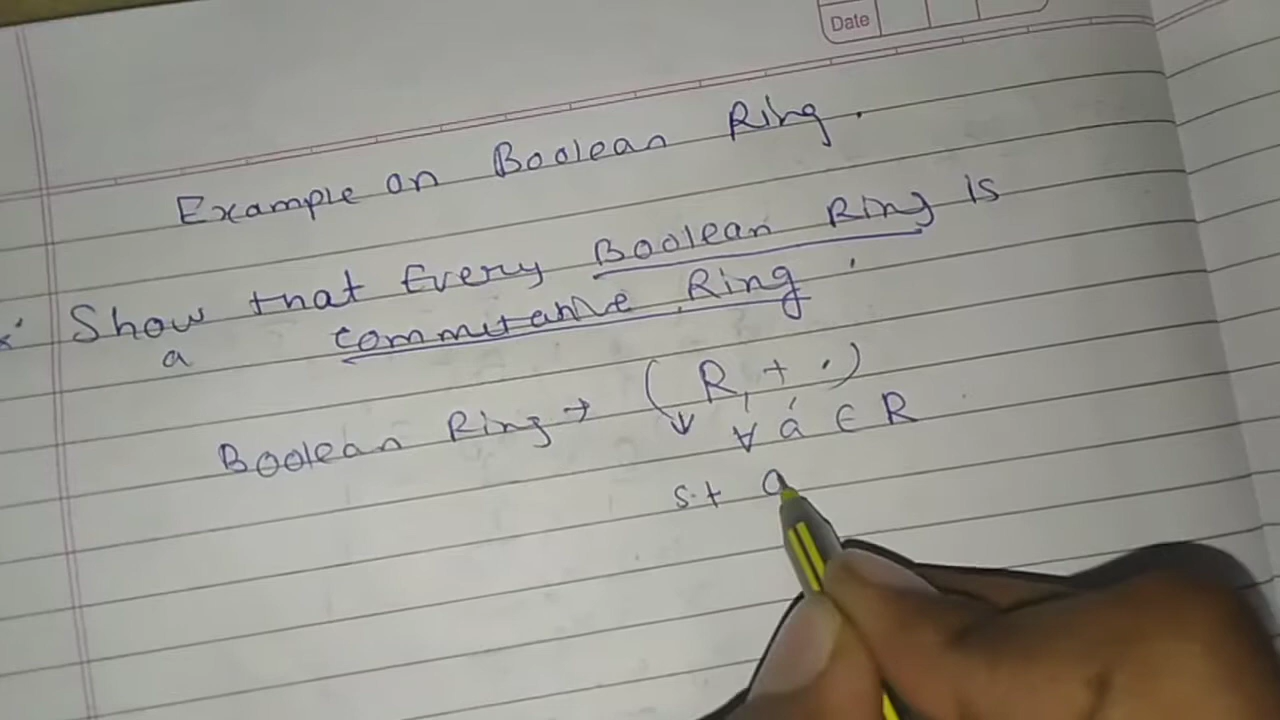 Date
Example on Boolean Ring.
Show that Every Boolean Ring is
a commutative Ring.
Boolean Ring → (R, + .)
↓ ∀ a ∈ R
s.t a